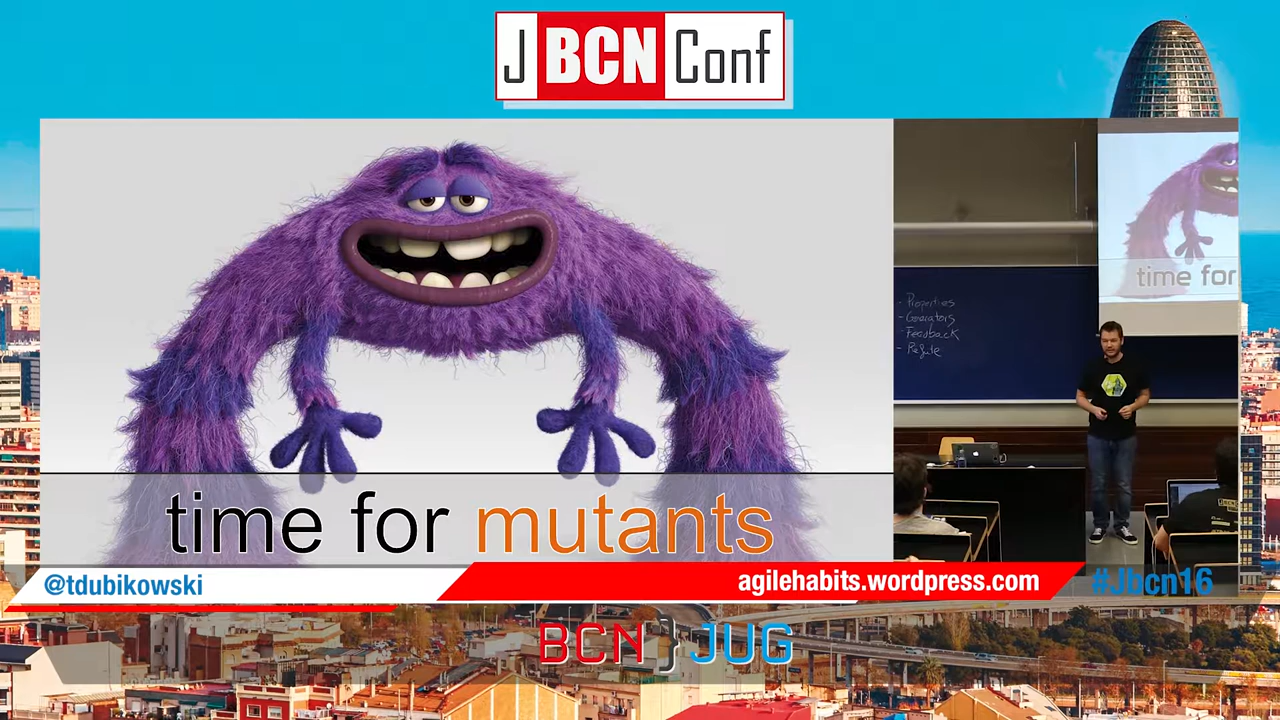 J BCN Conf
time for mutants
time for
- Properties
- Generators
- Feedback
@tdubikowski
agilehabits.wordpress.com
#Jbcn16
BCN JUG